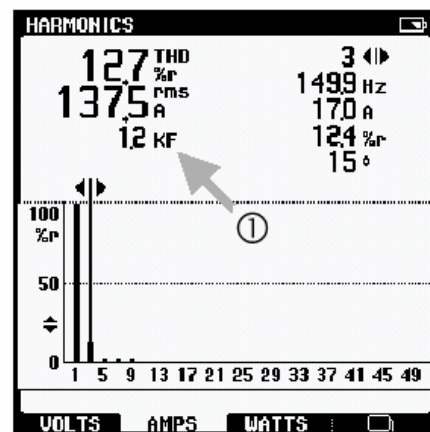 HARMONICS
12,7 THD %r
137,5 rms A
1,2 KF
3
149,9 Hz
17,0 A
12,4 %r
15 °
①
100
%r
50
0
1 5 9 13 17 21 25 29 33 37 41 45 49
VOLTS AMPS WATTS